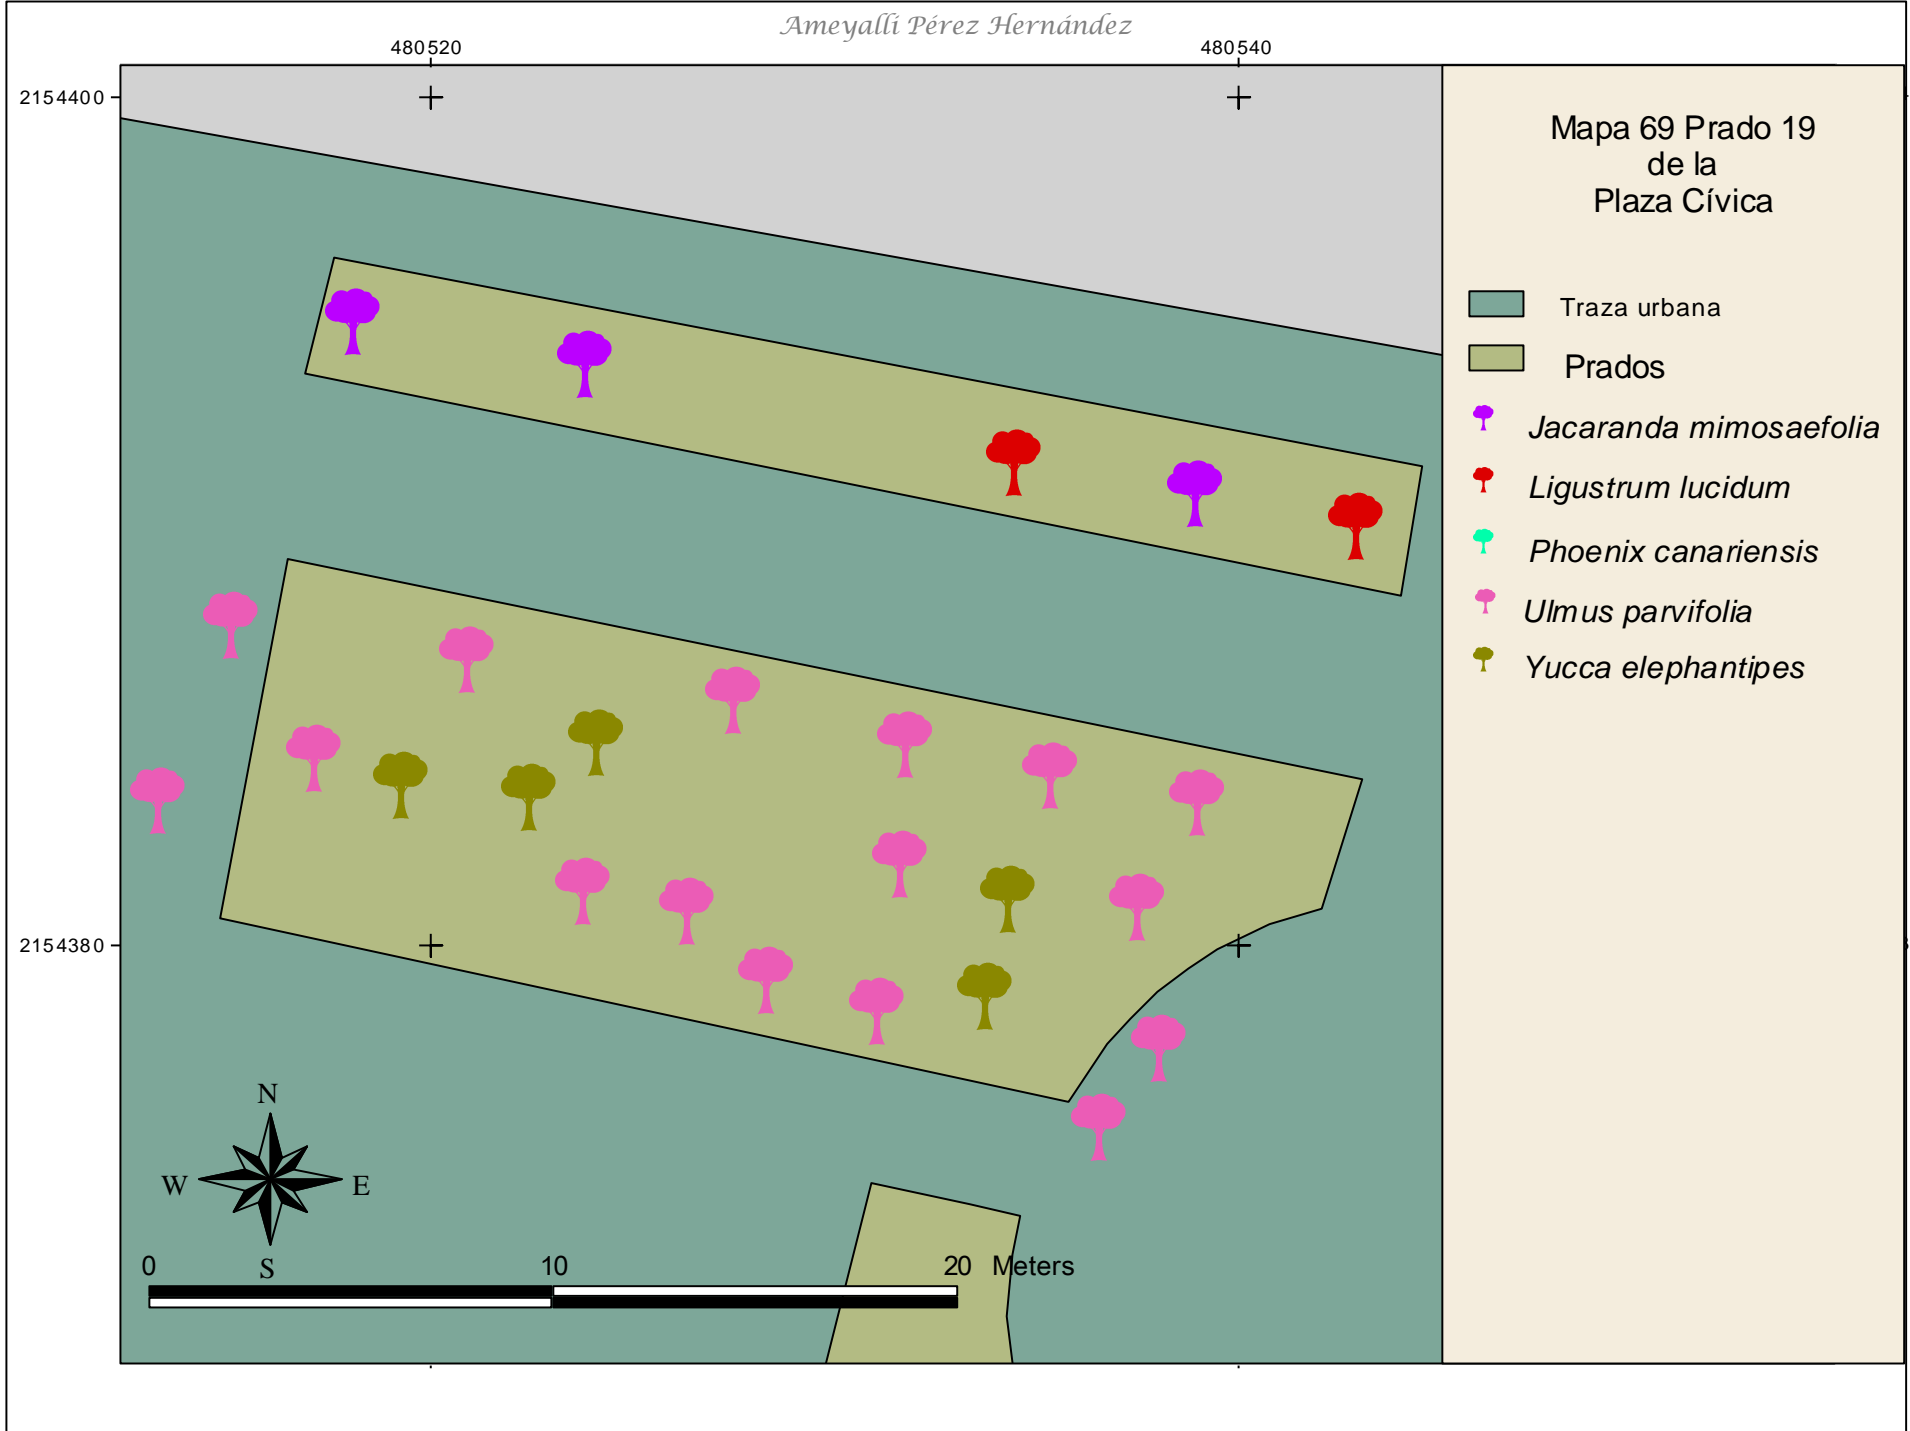 Ameyalli Pérez Hernández
480520 480540
2154400
Mapa 69 Prado 19
de la
Plaza Cívica
Traza urbana
Prados
Jacaranda mimosaefolia
Ligustrum lucidum
Phoenix canariensis
Ulmus parvifolia
Yucca elephantipes
2154380
N
W E
S
0 10 20 Meters